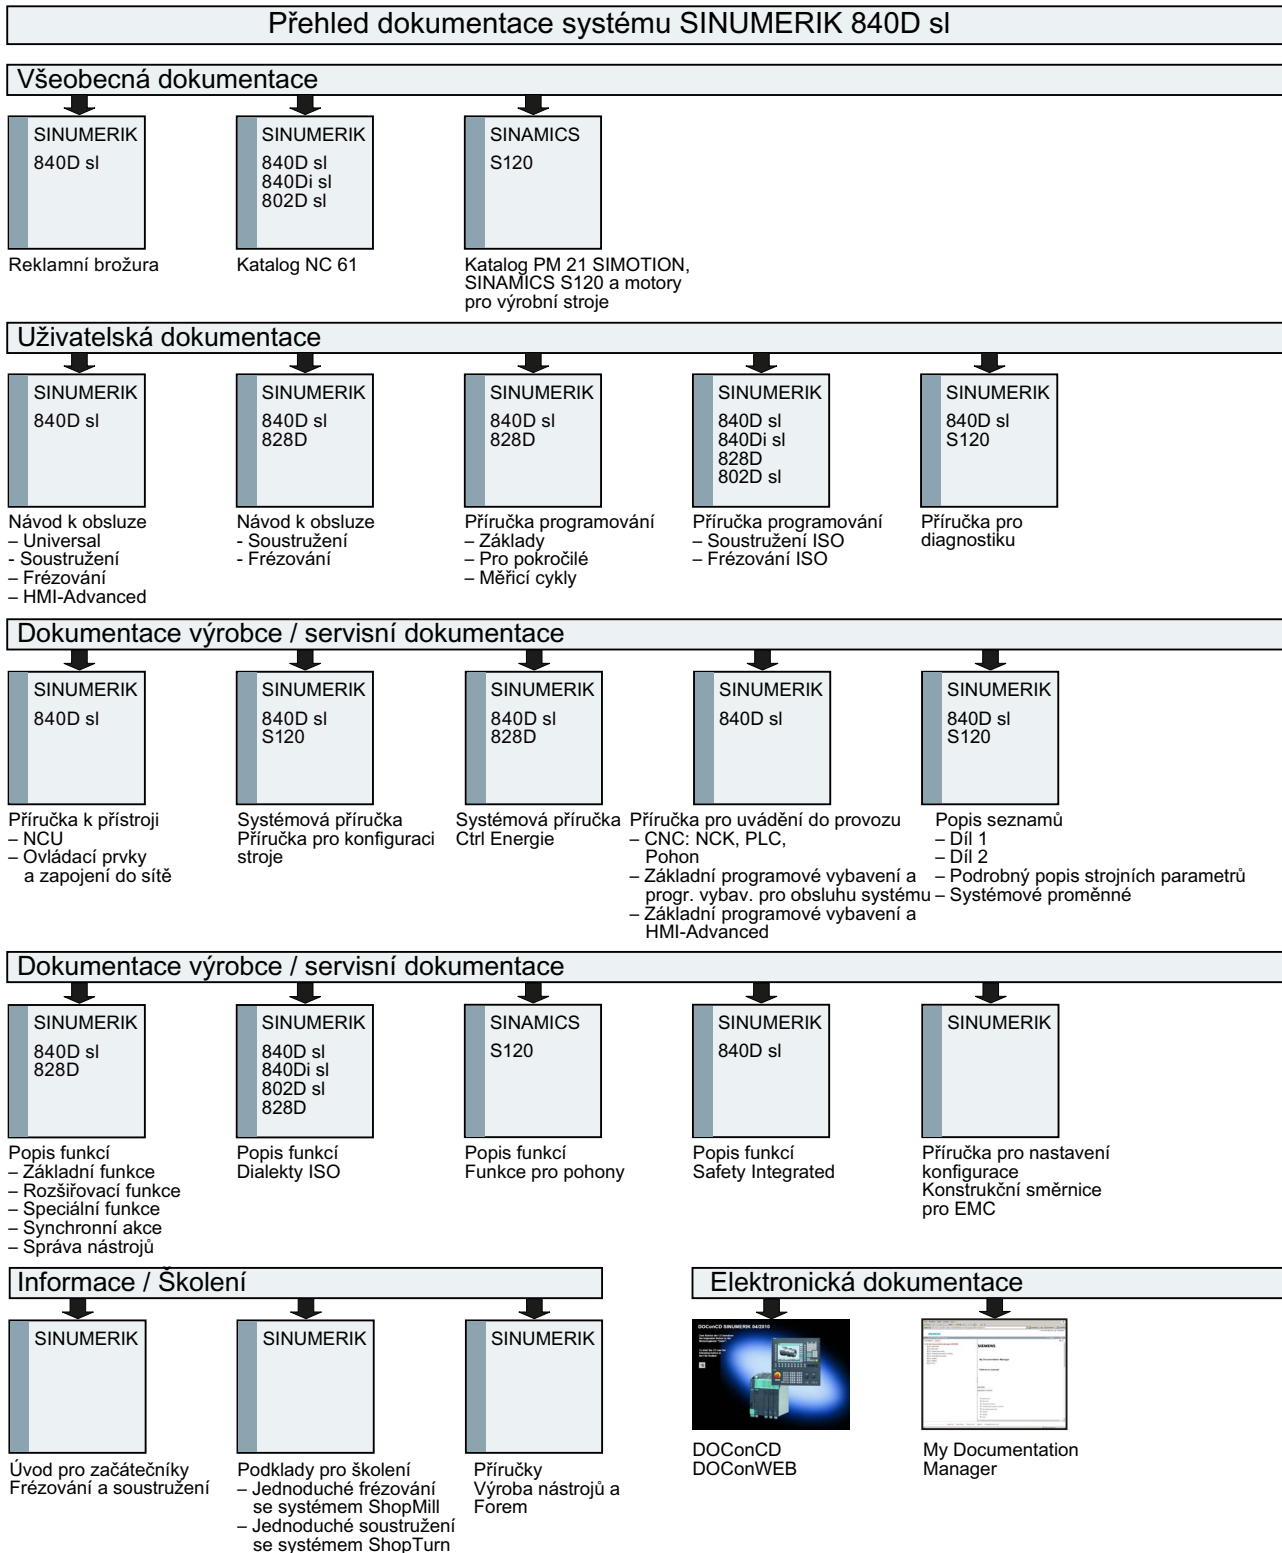 Přehled dokumentace systému SINUMERIK 840D sl
Všeobecná dokumentace
SINUMERIK
840D sl
Reklamní brožura
SINUMERIK
840D sl
840Di sl
802D sl
Katalog NC 61
SINAMICS
S120
Katalog PM 21 SIMOTION,
SINAMICS S120 a motory
pro výrobní stroje
Uživatelská dokumentace
SINUMERIK
840D sl
Návod k obsluze
– Universal
- Soustružení
– Frézování
– HMI-Advanced
SINUMERIK
840D sl
828D
Návod k obsluze
- Soustružení
- Frézování
SINUMERIK
840D sl
828D
Příručka programování
– Základy
– Pro pokročilé
– Měřicí cykly
SINUMERIK
840D sl
840Di sl
828D
802D sl
Příručka programování
– Soustružení ISO
– Frézování ISO
SINUMERIK
840D sl
S120
Příručka pro
diagnostiku
Dokumentace výrobce / servisní dokumentace
SINUMERIK
840D sl
Příručka k přístroji
– NCU
– Ovládací prvky
a zapojení do sítě
SINUMERIK
840D sl
S120
Systémová příručka
Příručka pro konfiguraci
stroje
SINUMERIK
840D sl
828D
Systémová příručka
Ctrl Energie
SINUMERIK
840D sl
Příručka pro uvádění do provozu
– CNC: NCK, PLC,
Pohon
– Základní programové vybavení a
progr. vybav. pro obsluhu systému
– Základní programové vybavení a
HMI-Advanced
SINUMERIK
840D sl
S120
Popis seznamů
– Díl 1
– Díl 2
– Podrobný popis strojních parametrů
– Systémové proměnné
Dokumentace výrobce / servisní dokumentace
SINUMERIK
840D sl
828D
Popis funkcí
– Základní funkce
– Rozšiřovací funkce
– Speciální funkce
– Synchronní akce
– Správa nástrojů
SINUMERIK
840D sl
840Di sl
802D sl
828D
Popis funkcí
Dialekty ISO
SINAMICS
S120
Popis funkcí
Funkce pro pohony
SINUMERIK
840D sl
Popis funkcí
Safety Integrated
SINUMERIK
Příručka pro nastavení
konfigurace
Konstrukční směrnice
pro EMC
Informace / Školení
SINUMERIK
Úvod pro začátečníky
Frézování a soustružení
SINUMERIK
Podklady pro školení
– Jednoduché frézování
se systémem ShopMill
– Jednoduché soustružení
se systémem ShopTurn
SINUMERIK
Příručky
Výroba nástrojů a
Forem
Elektronická dokumentace
DOConCD SINUMERIK 04/2010
DOConCD
DOConWEB
SIEMENS
My Documentation Manager
My Documentation
Manager